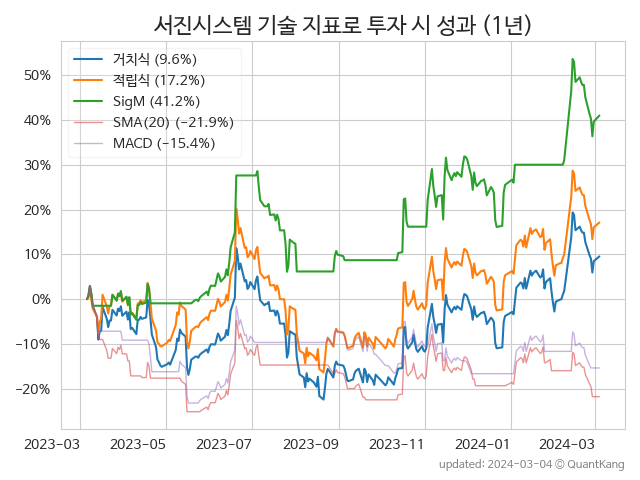 서진시스템 기술 지표로 투자 시 성과 (1년)
거치식 (9.6%)
적립식 (17.2%)
SigM (41.2%)
SMA(20) (−21.9%)
MACD (−15.4%)
50%
40%
30%
20%
10%
0%
−10%
−20%
2023-03 2023-05 2023-07 2023-09 2023-11 2024-01 2024-03
updated: 2024-03-04 © QuantKang